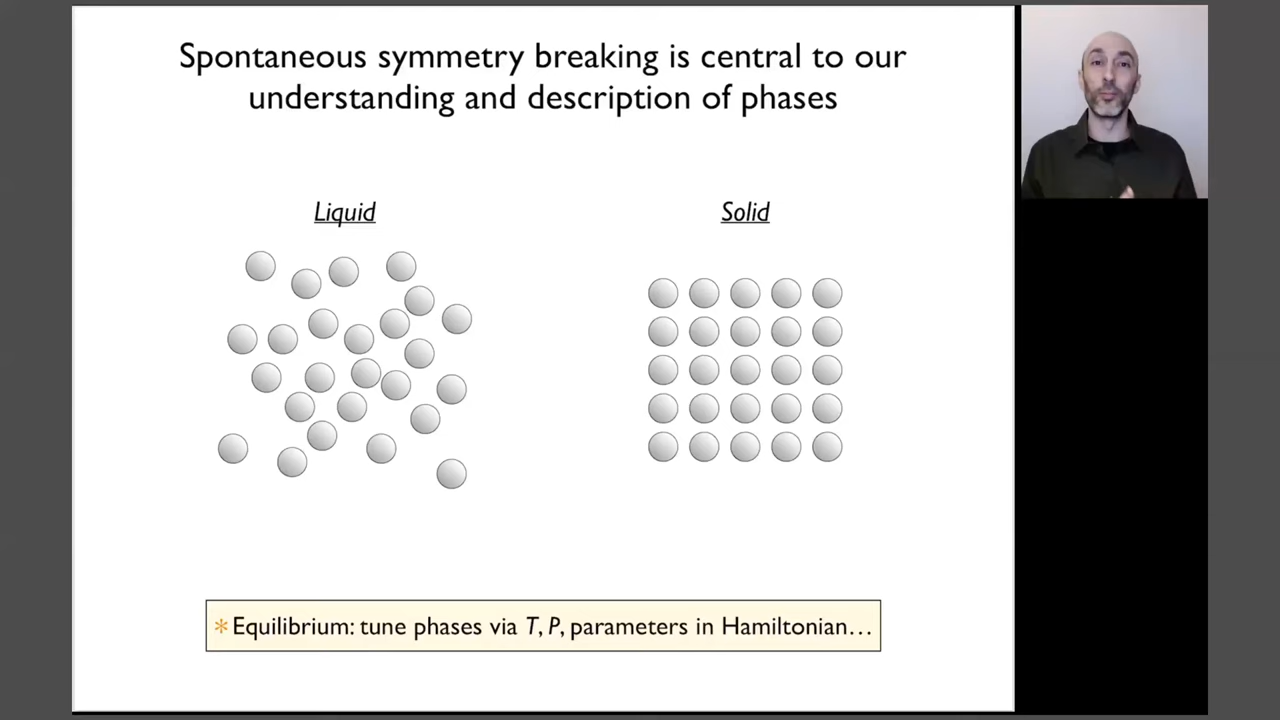 Spontaneous symmetry breaking is central to our
understanding and description of phases
Liquid
Solid
* Equilibrium: tune phases via T, P, parameters in Hamiltonian…